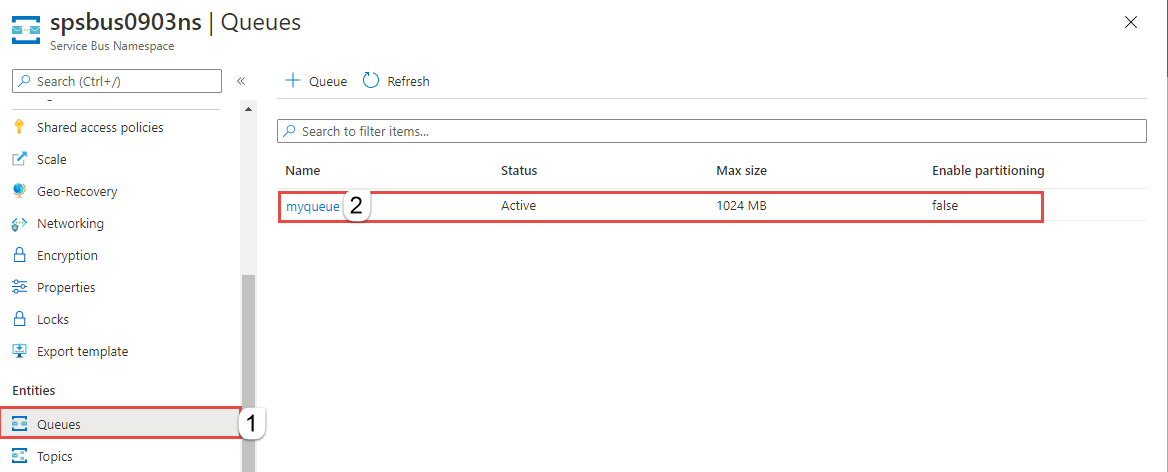 spsbus0903ns | Queues
Service Bus Namespace
Search (Ctrl+/)
«
Shared access policies
Scale
Geo-Recovery
Networking
Encryption
Properties
Locks
Export template
Entities
Queues 1
Topics
+ Queue Refresh
Search to filter items...
Name Status Max size Enable partitioning
myqueue 2 Active 1024 MB false